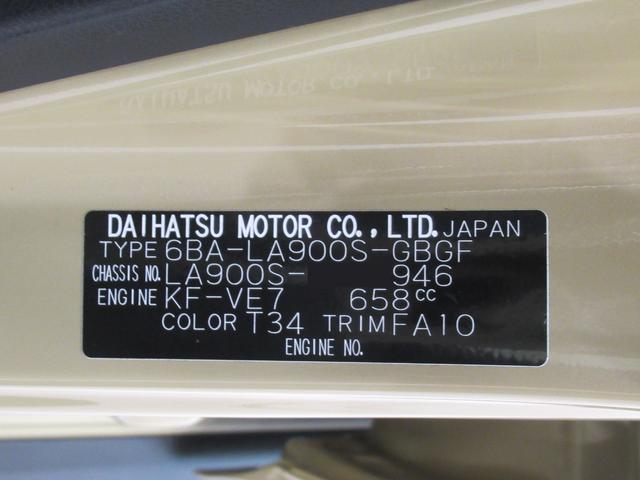 DAIHATSU MOTOR CO., LTD. JAPAN
TYPE 6BA-LA900S-GBGF
CHASSIS NO. LA900S- 946
ENGINE KF-VE7 658cc
COLOR T34 TRIM FA10
ENGINE NO.